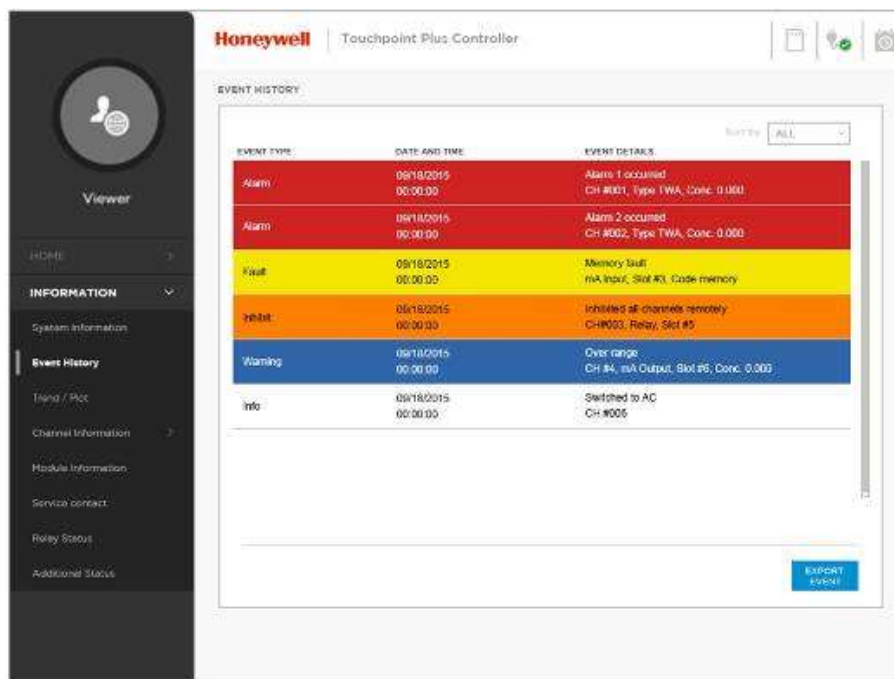 Honeywell
Touchpoint Plus Controller
Viewer
HOME
INFORMATION
System Information
Event History
Trend / Plot
Channel Information
Module Information
Service contact
Relay Status
Additional Status
EVENT HISTORY
Sort By ALL
EVENT TYPE DATE AND TIME EVENT DETAILS
Alarm 09/18/2015 Alarm 1 occurred
00:00:00 CH #001, Type TWA, Conc. 0.000
Alarm 09/18/2015 Alarm 2 occurred
00:00:00 CH #002, Type TWA, Conc. 0.000
Fault 09/18/2015 Memory fault
00:00:00 mA Input, Slot #3, Code memory
Inhibit 09/18/2015 Inhibited all channels remotely
00:00:00 CH#003, Relay, Slot #5
Warning 09/18/2015 Over range
00:00:00 CH #4, mA Output, Slot #6, Conc. 0.000
Info 09/18/2015 Switched to AC
00:00:00 CH #006
EXPORT
EVENT